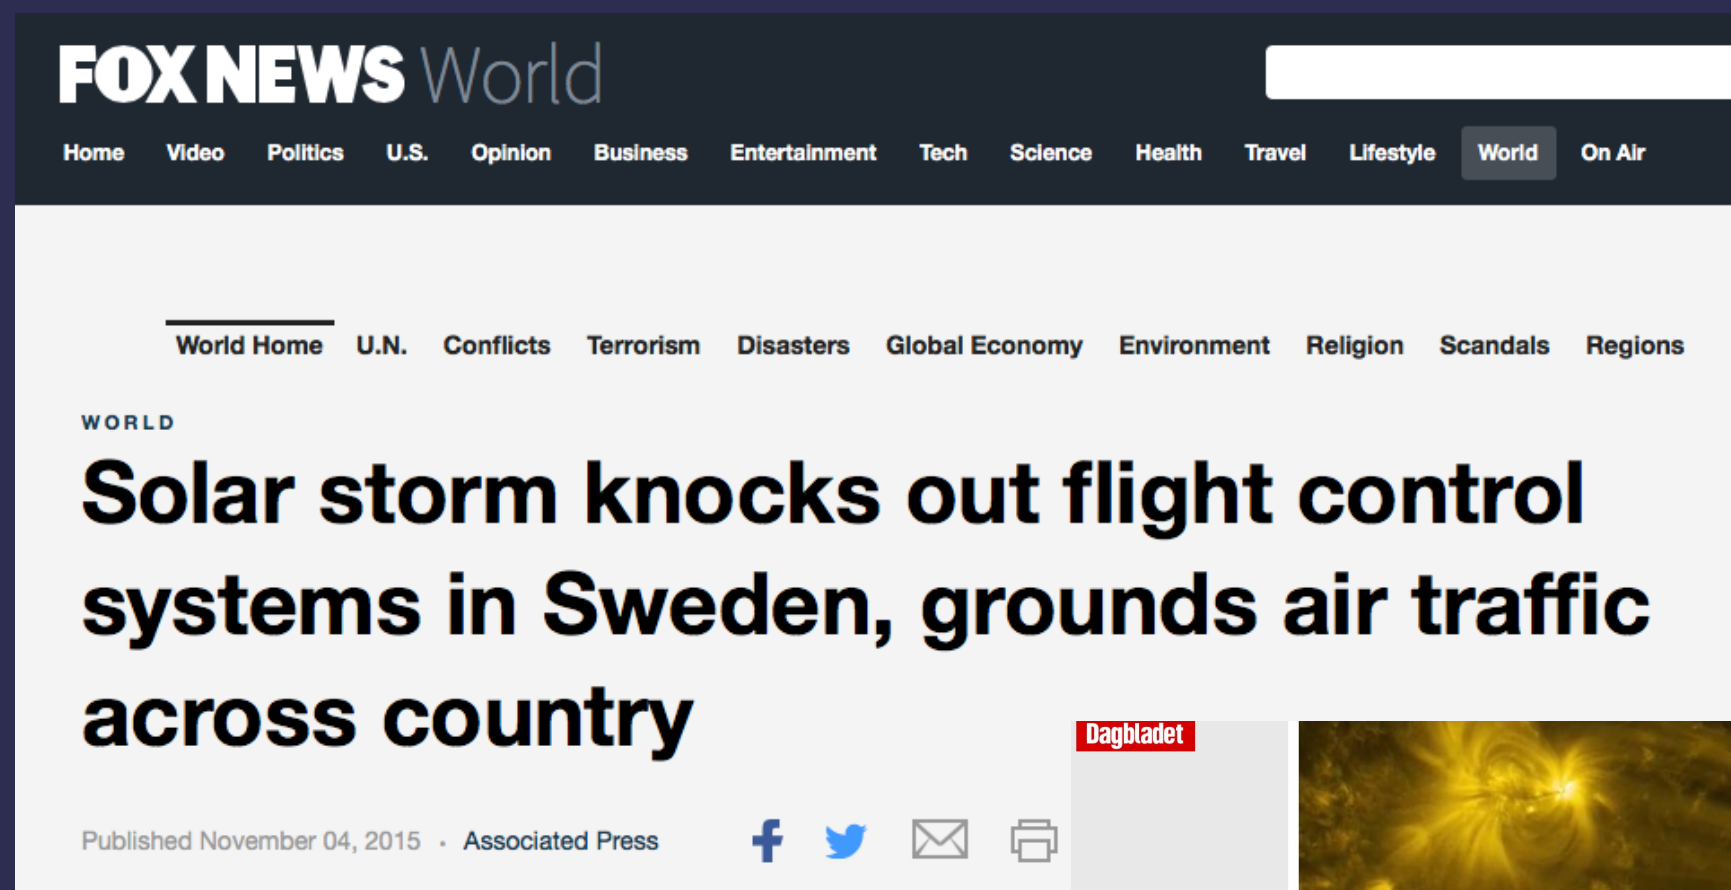 FOX NEWS World
Home Video Politics U.S. Opinion Business Entertainment Tech Science Health Travel Lifestyle World On Air
World Home U.N. Conflicts Terrorism Disasters Global Economy Environment Religion Scandals Regions
WORLD
Solar storm knocks out flight control
systems in Sweden, grounds air traffic
across country
Dagbladet
Published November 04, 2015 · Associated Press